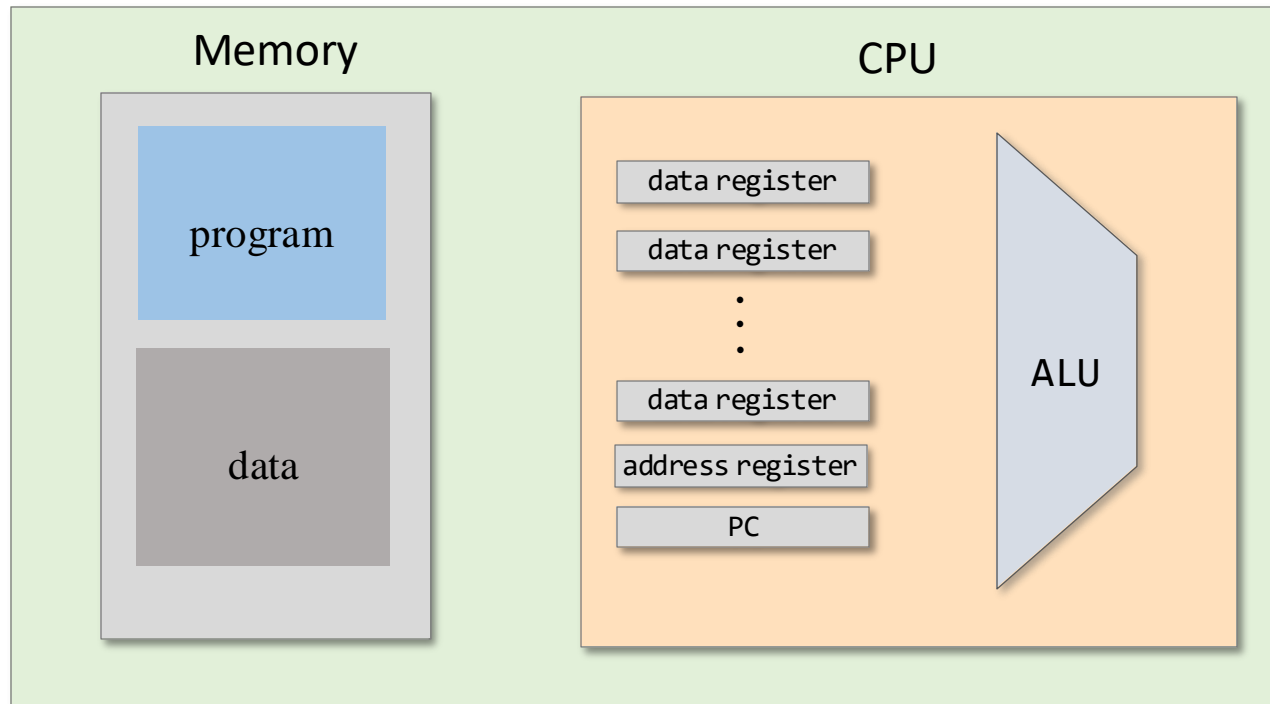 Memory
program
data
CPU
data register
data register
data register
address register
PC
ALU